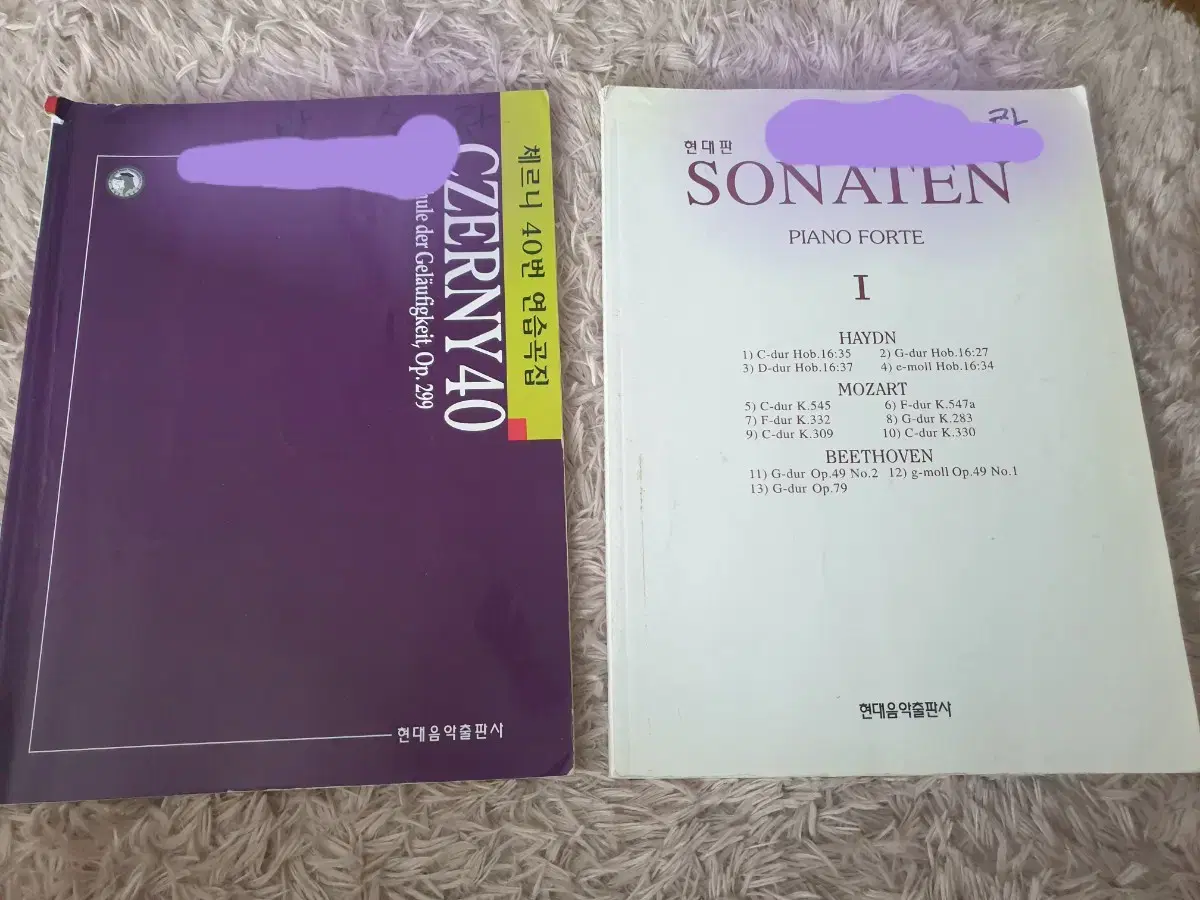 체르니 40번 연습곡집
CZERNY 40
hule der Geläufigkeit, Op. 299
현대음악출판사
현대판
SONATEN
PIANO FORTE
I
HAYDN
1) C-dur Hob.16:35 2) G-dur Hob.16:27
3) D-dur Hob.16:37 4) e-moll Hob.16:34
MOZART
5) C-dur K.545 6) F-dur K.547a
7) F-dur K.332 8) G-dur K.283
9) C-dur K.309 10) C-dur K.330
BEETHOVEN
11) G-dur Op.49 No.2 12) g-moll Op.49 No.1
13) G-dur Op.79
현대음악출판사